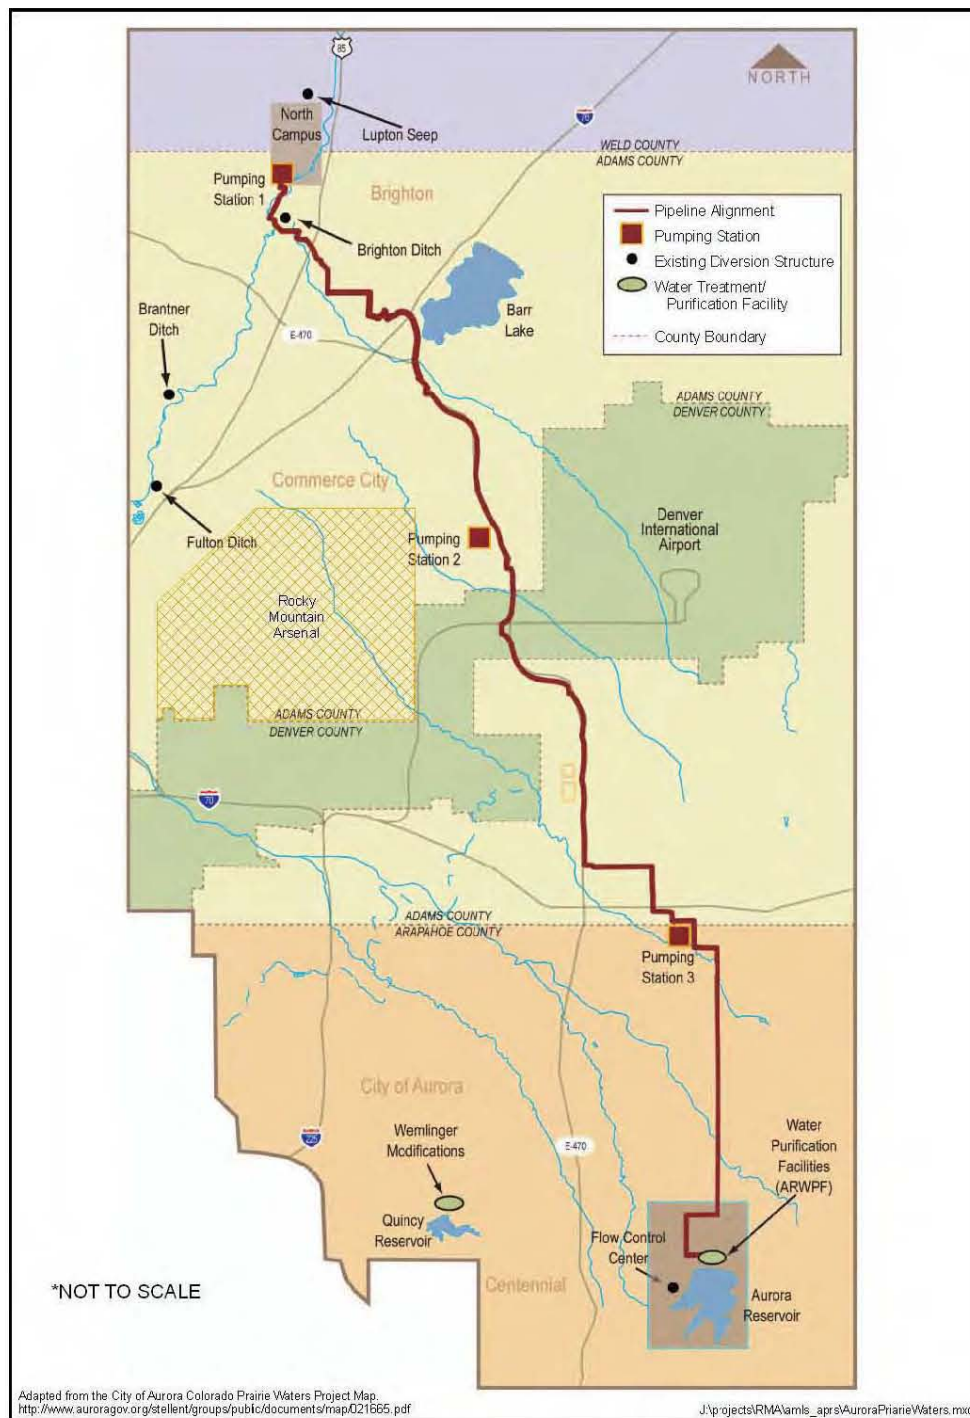 85
NORTH
North
Campus
Lupton Seep
70
WELD COUNTY
ADAMS COUNTY
Pumping
Station 1
Brighton
Brighton Ditch
Pipeline Alignment
Pumping Station
Existing Diversion Structure
Water Treatment/
Purification Facility
County Boundary
Brantner
Ditch
E-470
Barr
Lake
ADAMS COUNTY
DENVER COUNTY
Commerce City
Fulton Ditch
Pumping
Station 2
Denver
International
Airport
Rocky
Mountain
Arsenal
ADAMS COUNTY
DENVER COUNTY
70
ADAMS COUNTY
ARAPAHOE COUNTY
Pumping
Station 3
City of Aurora
225
Wemlinger
Modifications
E-470
Water
Purification
Facilities
(ARWPF)
Quincy
Reservoir
Flow Control
Center
Centennial
Aurora
Reservoir
*NOT TO SCALE
Adapted from the City of Aurora Colorado Prairie Waters Project Map.
http://www.auroragov.org/stellent/groups/public/documents/map/021665.pdf
J:\projects\RMA\amls_aprs\AuroraPriarieWaters.mxd